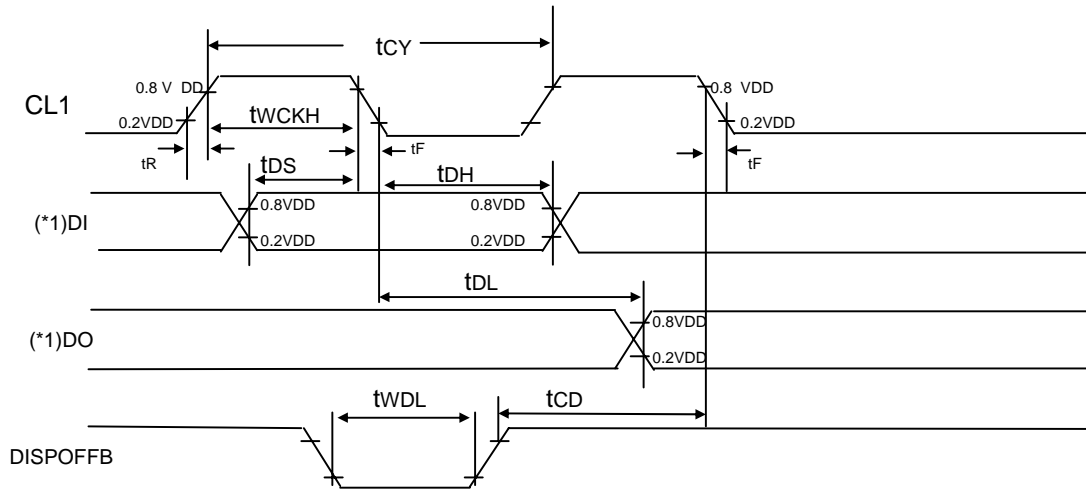 tCY
0.8 V DD
0.8 VDD
CL1
0.2VDD
tWCKH
0.2VDD
tR
tF
tF
tDS
tDH
0.8VDD
0.8VDD
(*1)DI
0.2VDD
0.2VDD
tDL
0.8VDD
(*1)DO
0.2VDD
tWDL
tCD
DISPOFFB